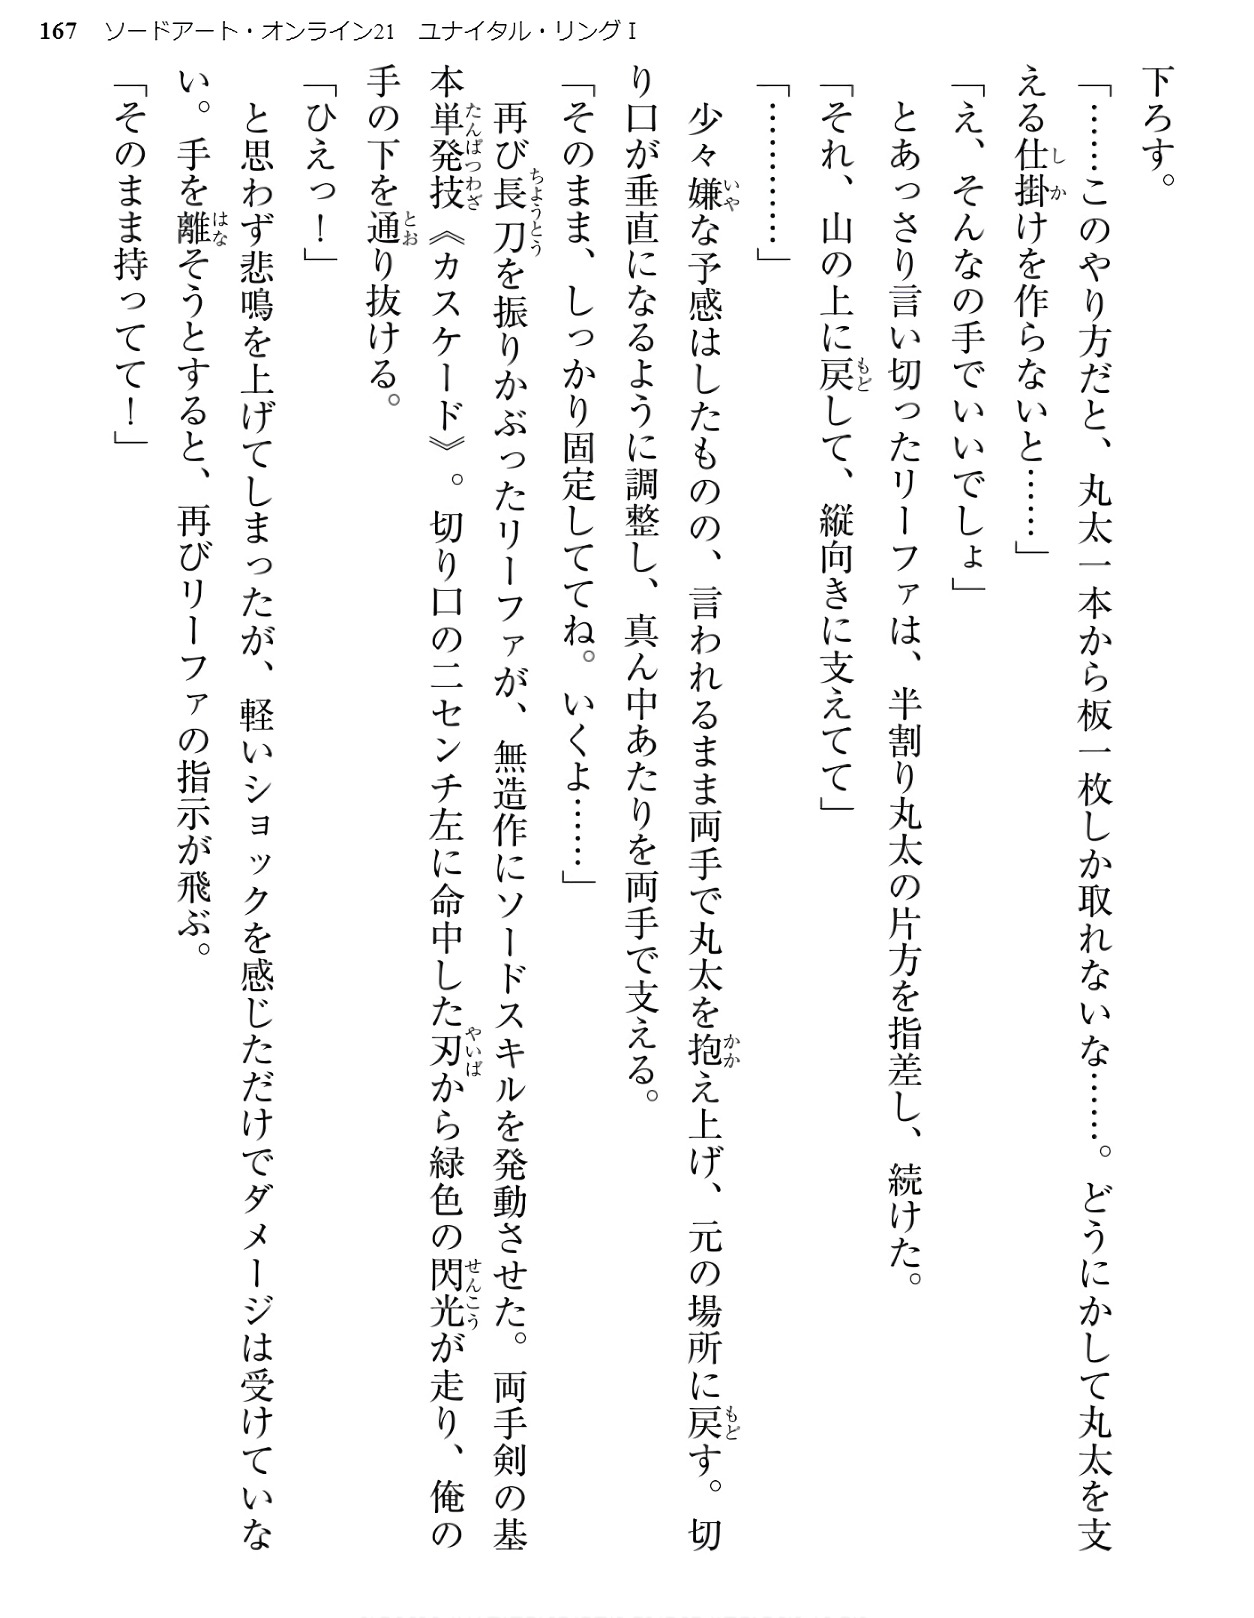 167 ソードアート・オンライン21 ユナイタル・リングⅠ
下ろす。
「……このやり方だと、丸太一本から板一枚しか取れないな……。どうにかして丸太を支
える仕掛けを作らないと……」
「え、そんなの手でいいでしょ」
とあっさり言い切ったリーファは、半割り丸太の片方を指差し、続けた。
「それ、山の上に戻して、縦向きに支えてて」
「…………」
少々嫌な予感はしたものの、言われるまま両手で丸太を抱え上げ、元の場所に戻す。切
り口が垂直になるように調整し、真ん中あたりを両手で支える。
「そのまま、しっかり固定しててね。いくよ……」
再び長刀を振りかぶったリーファが、無造作にソードスキルを発動させた。両手剣の基
本単発技《カスケード》。切り口の二センチ左に命中した刃から緑色の閃光が走り、俺の
手の下を通り抜ける。
「ひえっ！」
と思わず悲鳴を上げてしまったが、軽いショックを感じただけでダメージは受けていな
い。手を離そうとすると、再びリーファの指示が飛ぶ。
「そのまま持ってて！」